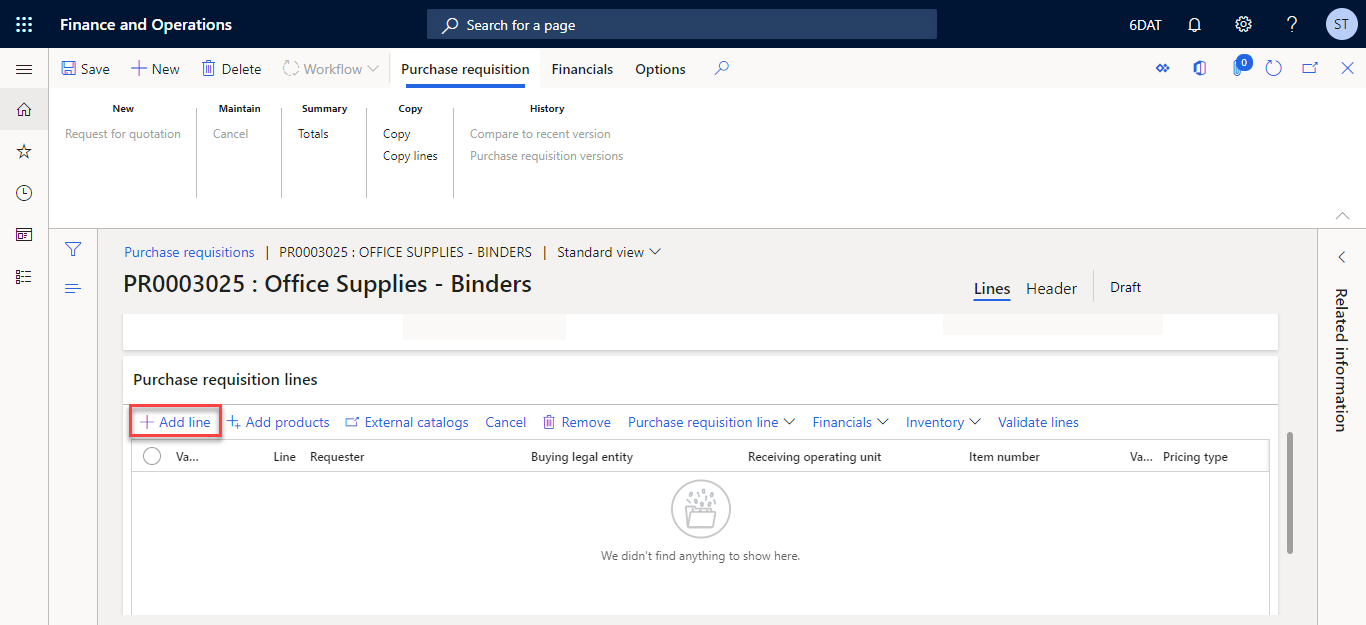 Finance and Operations
Search for a page
6DAT
?
ST
Save
New
Delete
Workflow
Purchase requisition
Financials
Options
0
New
Request for quotation
Maintain
Cancel
Summary
Totals
Copy
Copy
Copy lines
History
Compare to recent version
Purchase requisition versions
Purchase requisitions | PR0003025 : OFFICE SUPPLIES - BINDERS | Standard view
PR0003025 : Office Supplies - Binders
Lines
Header
Draft
Related information
Purchase requisition lines
Add line
Add products
External catalogs
Cancel
Remove
Purchase requisition line
Financials
Inventory
Validate lines
Va...
Line
Requester
Buying legal entity
Receiving operating unit
Item number
Va...
Pricing type
We didn't find anything to show here.